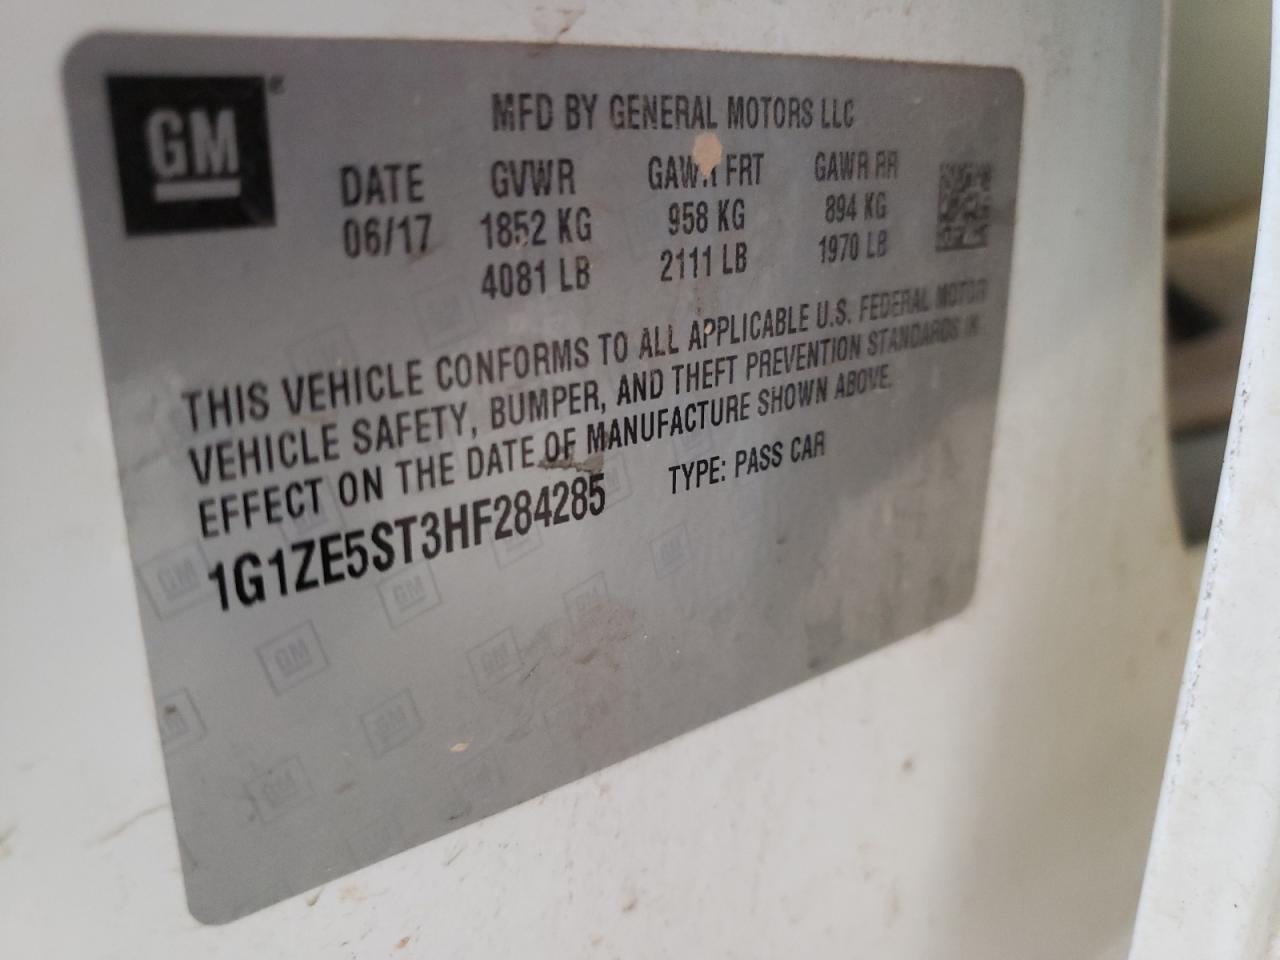 GM
MFD BY GENERAL MOTORS LLC
DATE GVWR GAWR FRT GAWR RR
06/17 1852 KG 958 KG 894 KG
4081 LB 2111 LB 1970 LB
THIS VEHICLE CONFORMS TO ALL APPLICABLE U.S. FEDERAL MOTOR
VEHICLE SAFETY, BUMPER, AND THEFT PREVENTION STANDARDS IN
EFFECT ON THE DATE OF MANUFACTURE SHOWN ABOVE.
1G1ZE5ST3HF284285 TYPE: PASS CAR